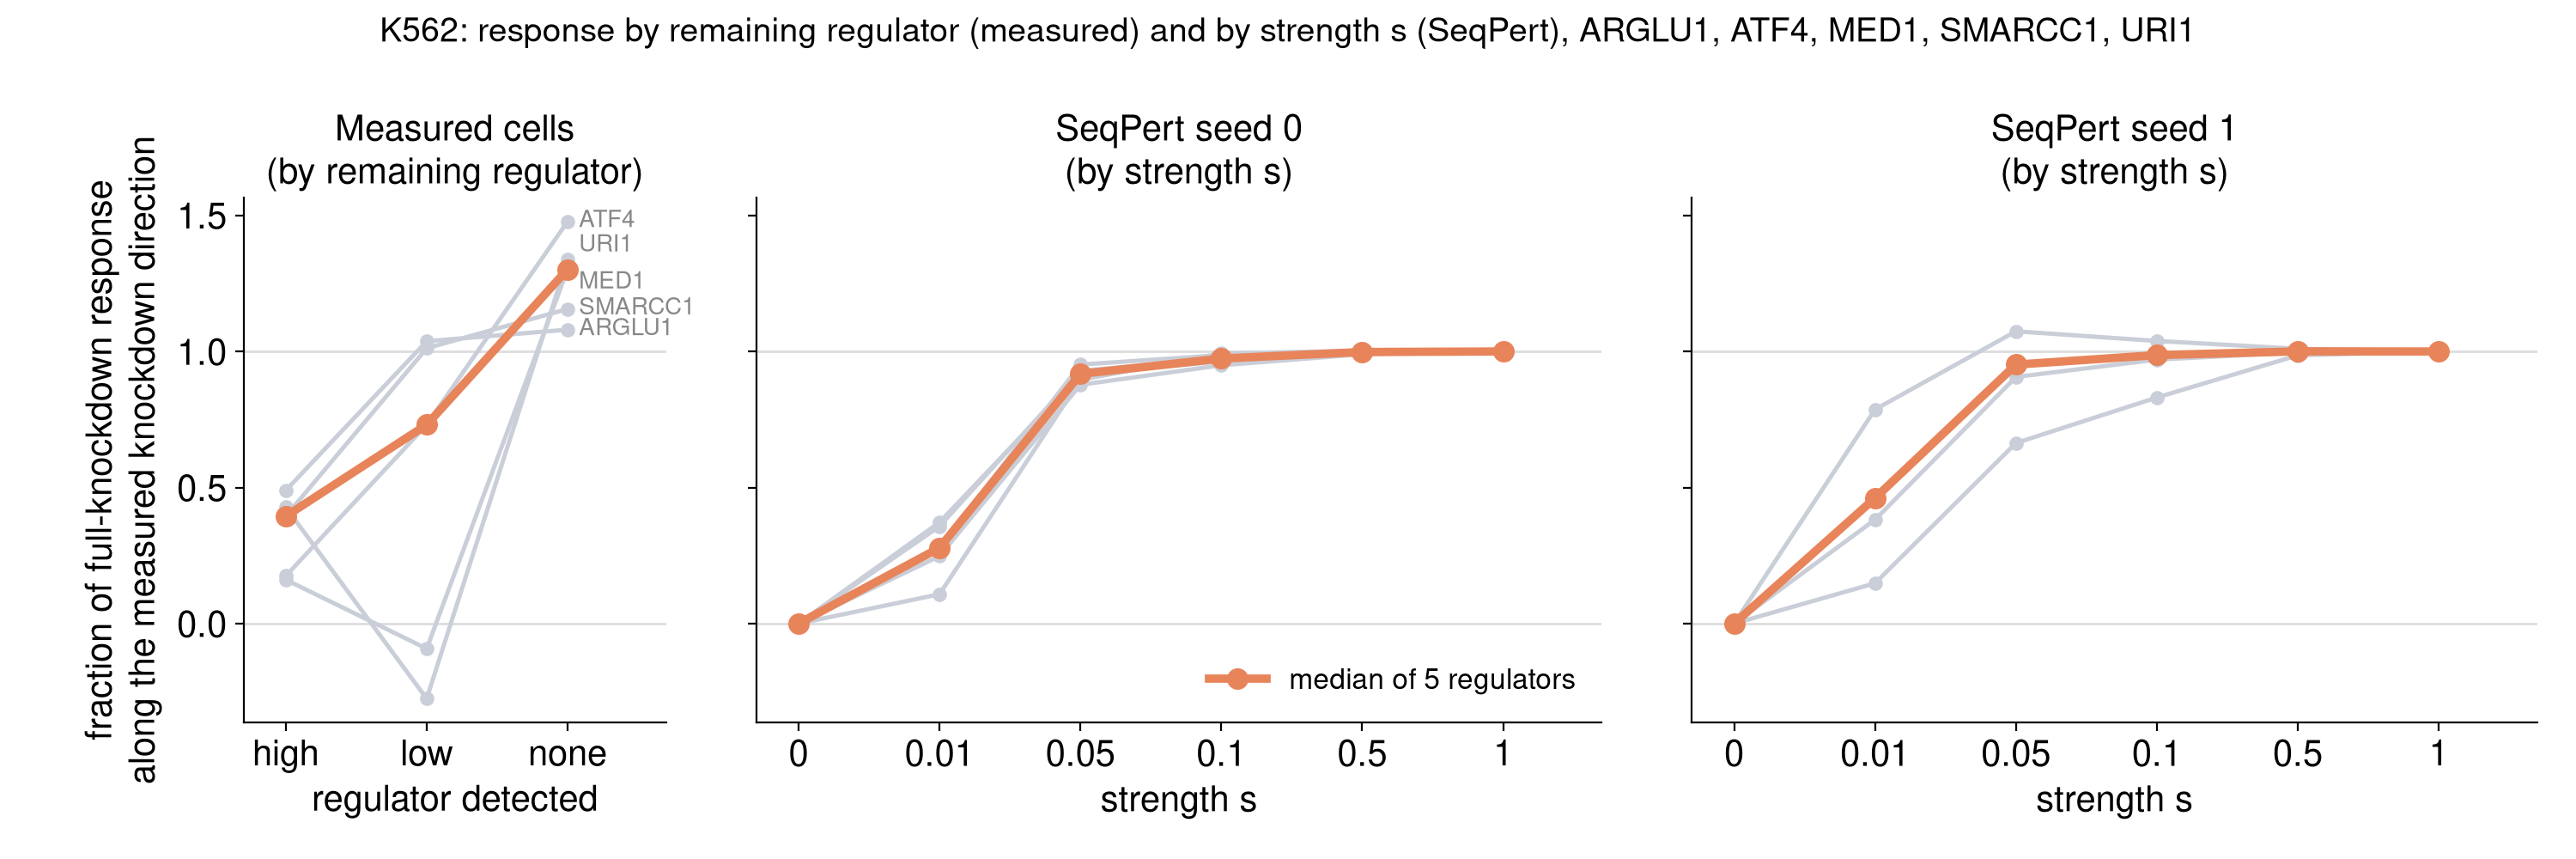 K562: response by remaining regulator (measured) and by strength s (SeqPert), ARGLU1, ATF4, MED1, SMARCC1, URI1
Measured cells
(by remaining regulator)
fraction of full-knockdown response
along the measured knockdown direction
1.5
1.0
0.5
0.0
ATF4
URI1
MED1
SMARCC1
ARGLU1
high
low
none
regulator detected
SeqPert seed 0
(by strength s)
median of 5 regulators
0
0.01
0.05
0.1
0.5
1
strength s
SeqPert seed 1
(by strength s)
0
0.01
0.05
0.1
0.5
1
strength s